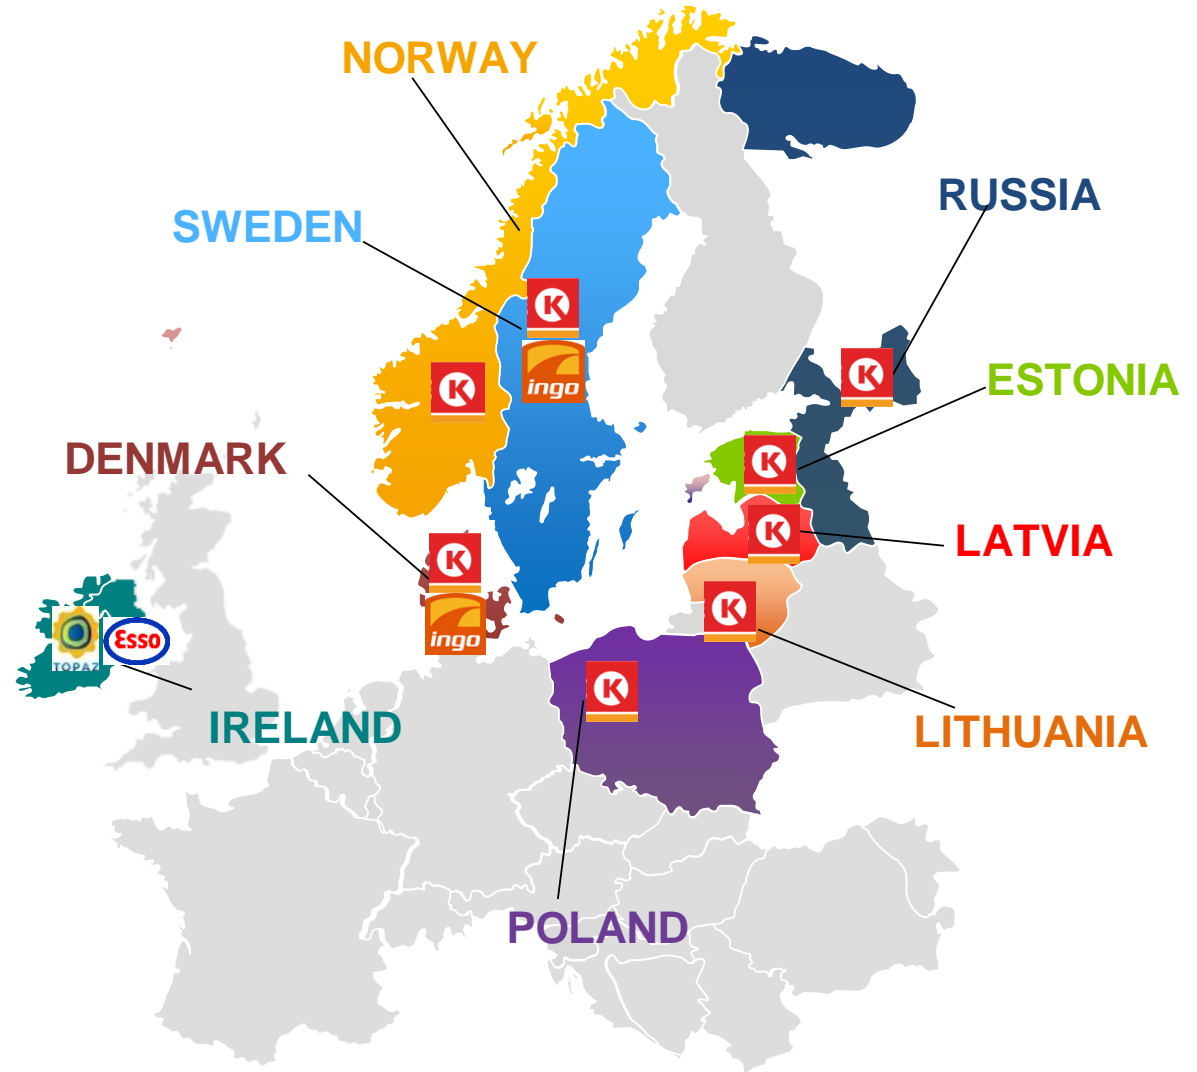 NORWAY
RUSSIA
SWEDEN
K
ingo
K
K
ESTONIA
DENMARK
K
K
LATVIA
K
K
ingo
TOPAZ
Esso
K
IRELAND
LITHUANIA
POLAND